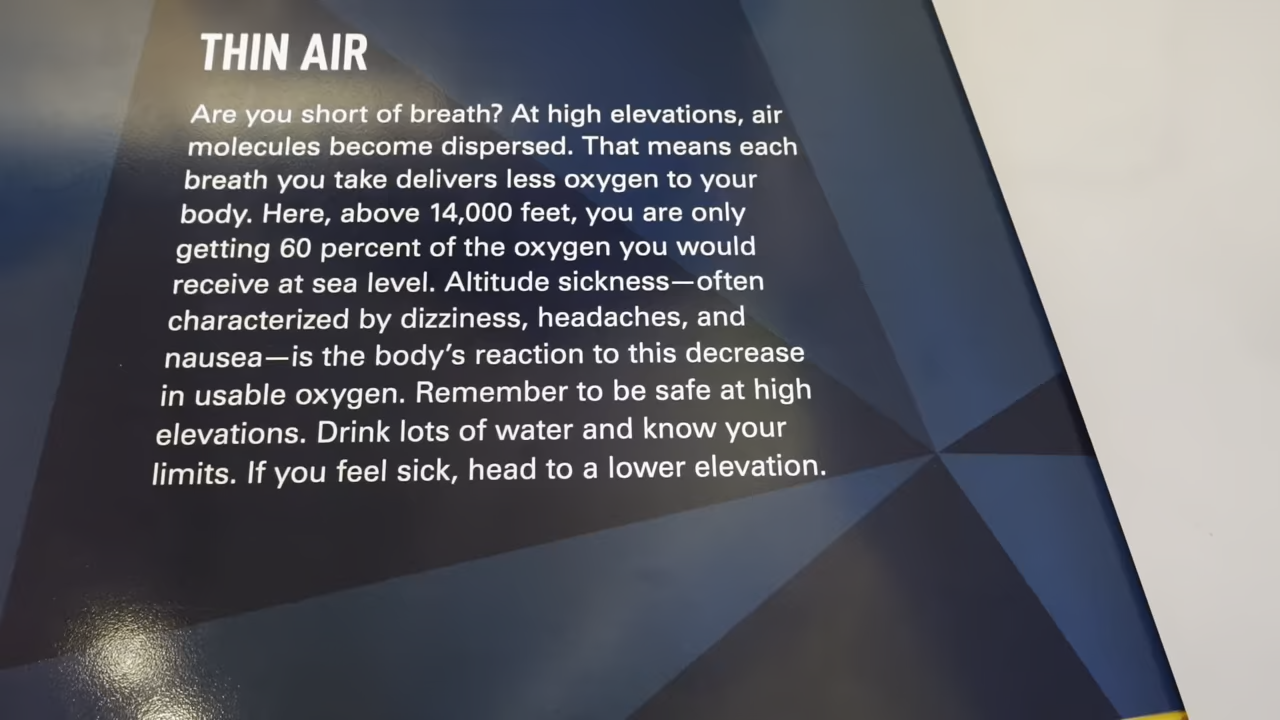 THIN AIR
Are you short of breath? At high elevations, air
molecules become dispersed. That means each
breath you take delivers less oxygen to your
body. Here, above 14,000 feet, you are only
getting 60 percent of the oxygen you would
receive at sea level. Altitude sickness—often
characterized by dizziness, headaches, and
nausea—is the body's reaction to this decrease
in usable oxygen. Remember to be safe at high
elevations. Drink lots of water and know your
limits. If you feel sick, head to a lower elevation.